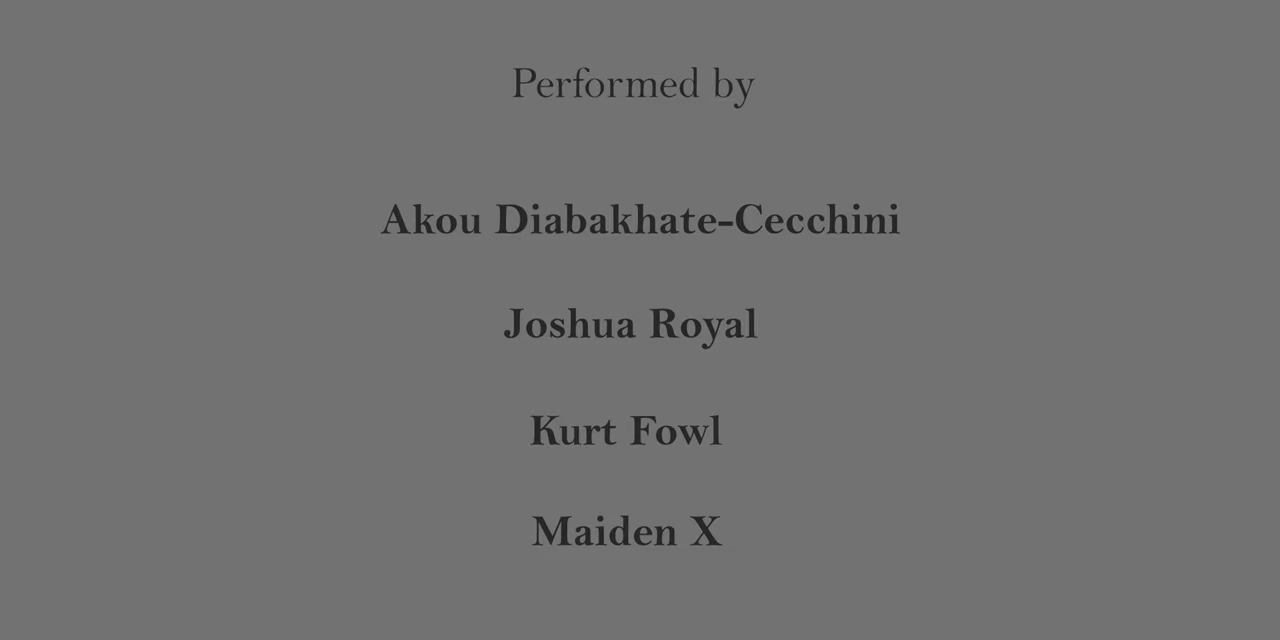 Performed by
Akou Diabakhate-Cecchini
Joshua Royal
Kurt Fowl
Maiden X